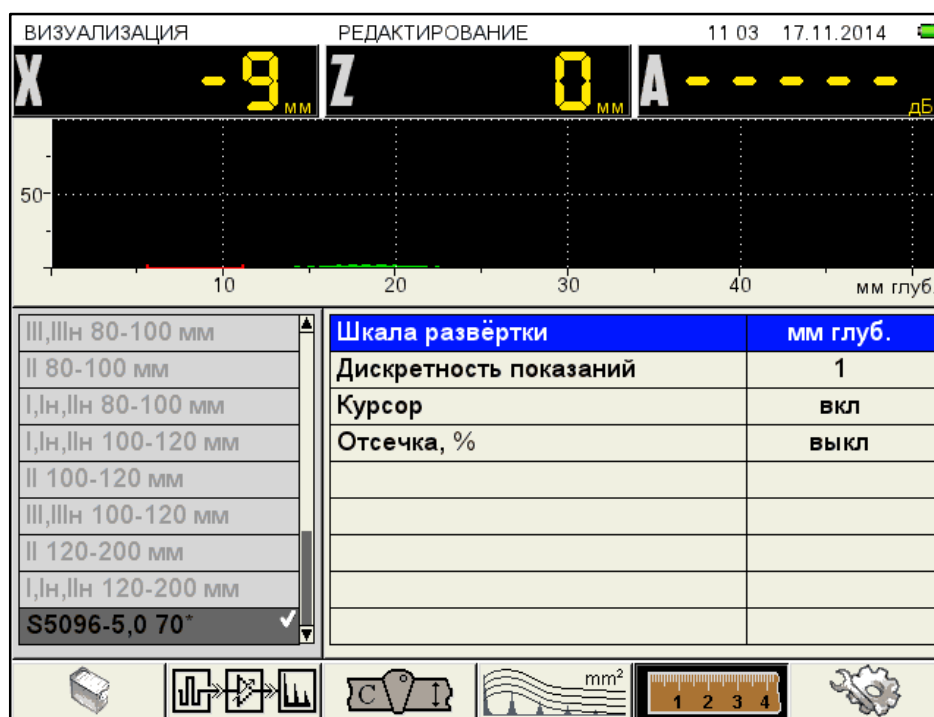 ВИЗУАЛИЗАЦИЯ РЕДАКТИРОВАНИЕ 11 03 17.11.2014
X -9 мм Z 0 мм A ----- дБ
50
10 20 30 40 мм глуб.
III,IIIн 80-100 мм
II 80-100 мм
I,Iн,IIн 80-100 мм
I,Iн,IIн 100-120 мм
II 100-120 мм
III,IIIн 100-120 мм
II 120-200 мм
I,Iн,IIн 120-200 мм
S5096-5,0 70*
Шкала развёртки мм глуб.
Дискретность показаний 1
Курсор вкл
Отсечка, % выкл
C mm² 1 2 3 4